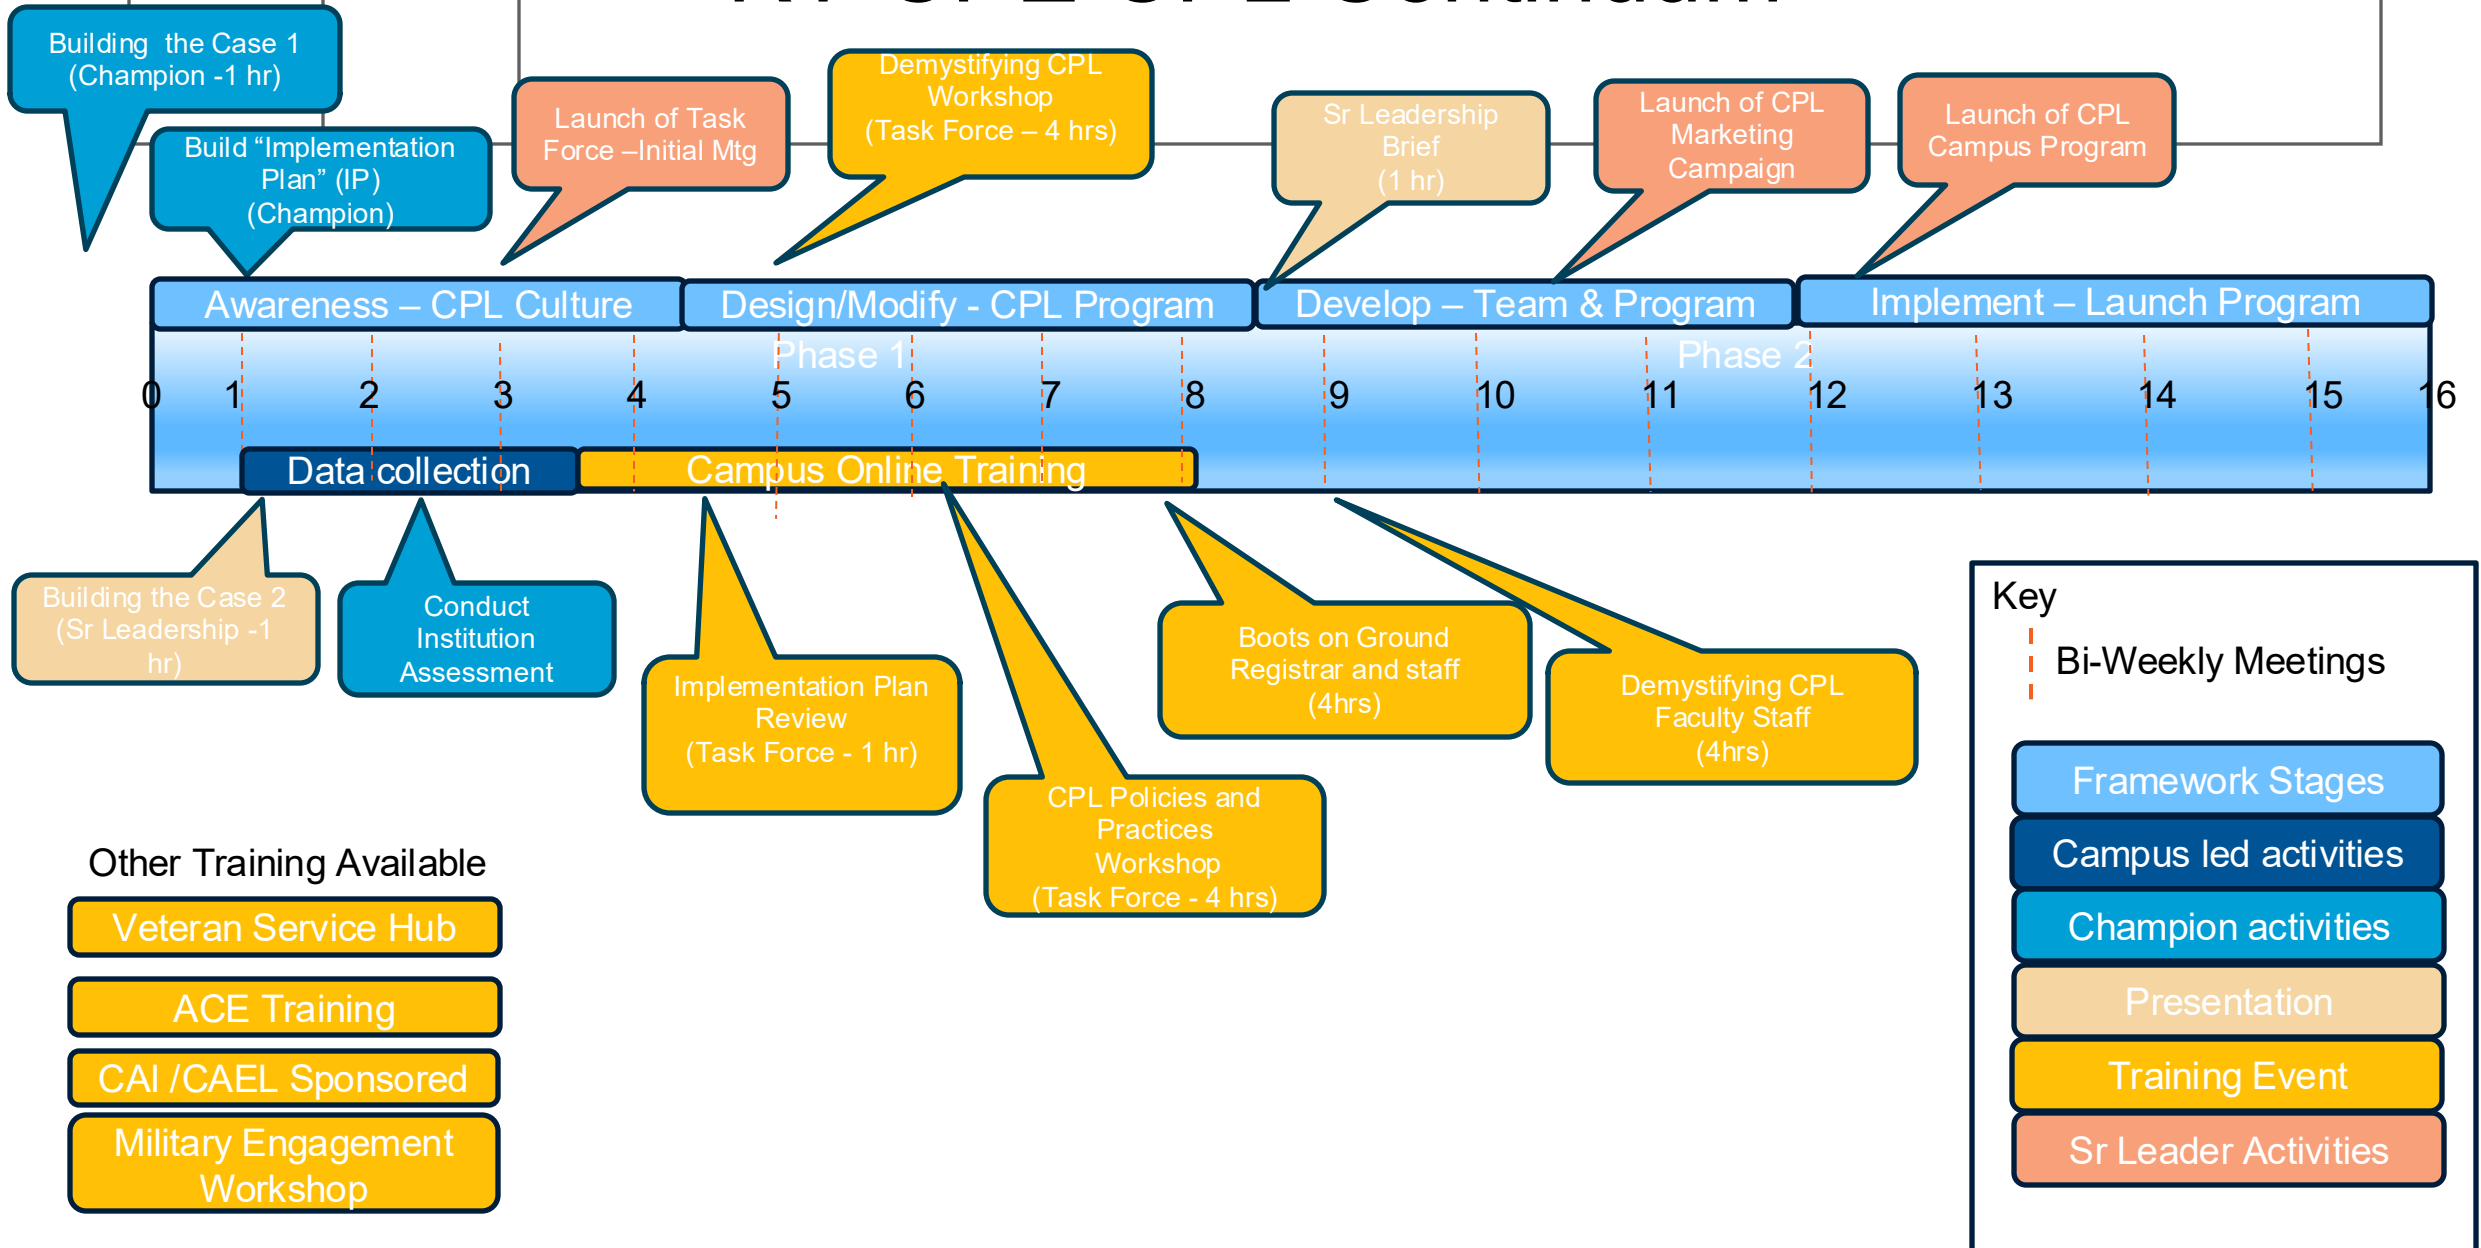 Continuum
Building the Case 1
(Champion -1 hr)
Build “Implementation
Plan” (IP)
(Champion)
Launch of Task
Force –Initial Mtg
Demystifying CPL
Workshop
(Task Force – 4 hrs)
Sr Leadership
Brief
(1 hr)
Launch of CPL
Marketing
Campaign
Launch of CPL
Campus Program
Awareness – CPL Culture
Design/Modify - CPL Program
Develop – Team & Program
Implement – Launch Program
Phase 1
Phase 2
0 1 2 3 4 5 6 7 8 9 10 11 12 13 14 15 16
Data collection
Campus Online Training
Building the Case 2
(Sr Leadership -1
hr)
Conduct
Institution
Assessment
Implementation Plan
Review
(Task Force - 1 hr)
CPL Policies and
Practices
Workshop
(Task Force - 4 hrs)
Boots on Ground
Registrar and staff
(4hrs)
Demystifying CPL
Faculty Staff
(4hrs)
Other Training Available
Veteran Service Hub
ACE Training
CAI /CAEL Sponsored
Military Engagement
Workshop
Key
Bi-Weekly Meetings
Framework Stages
Campus led activities
Champion activities
Presentation
Training Event
Sr Leader Activities